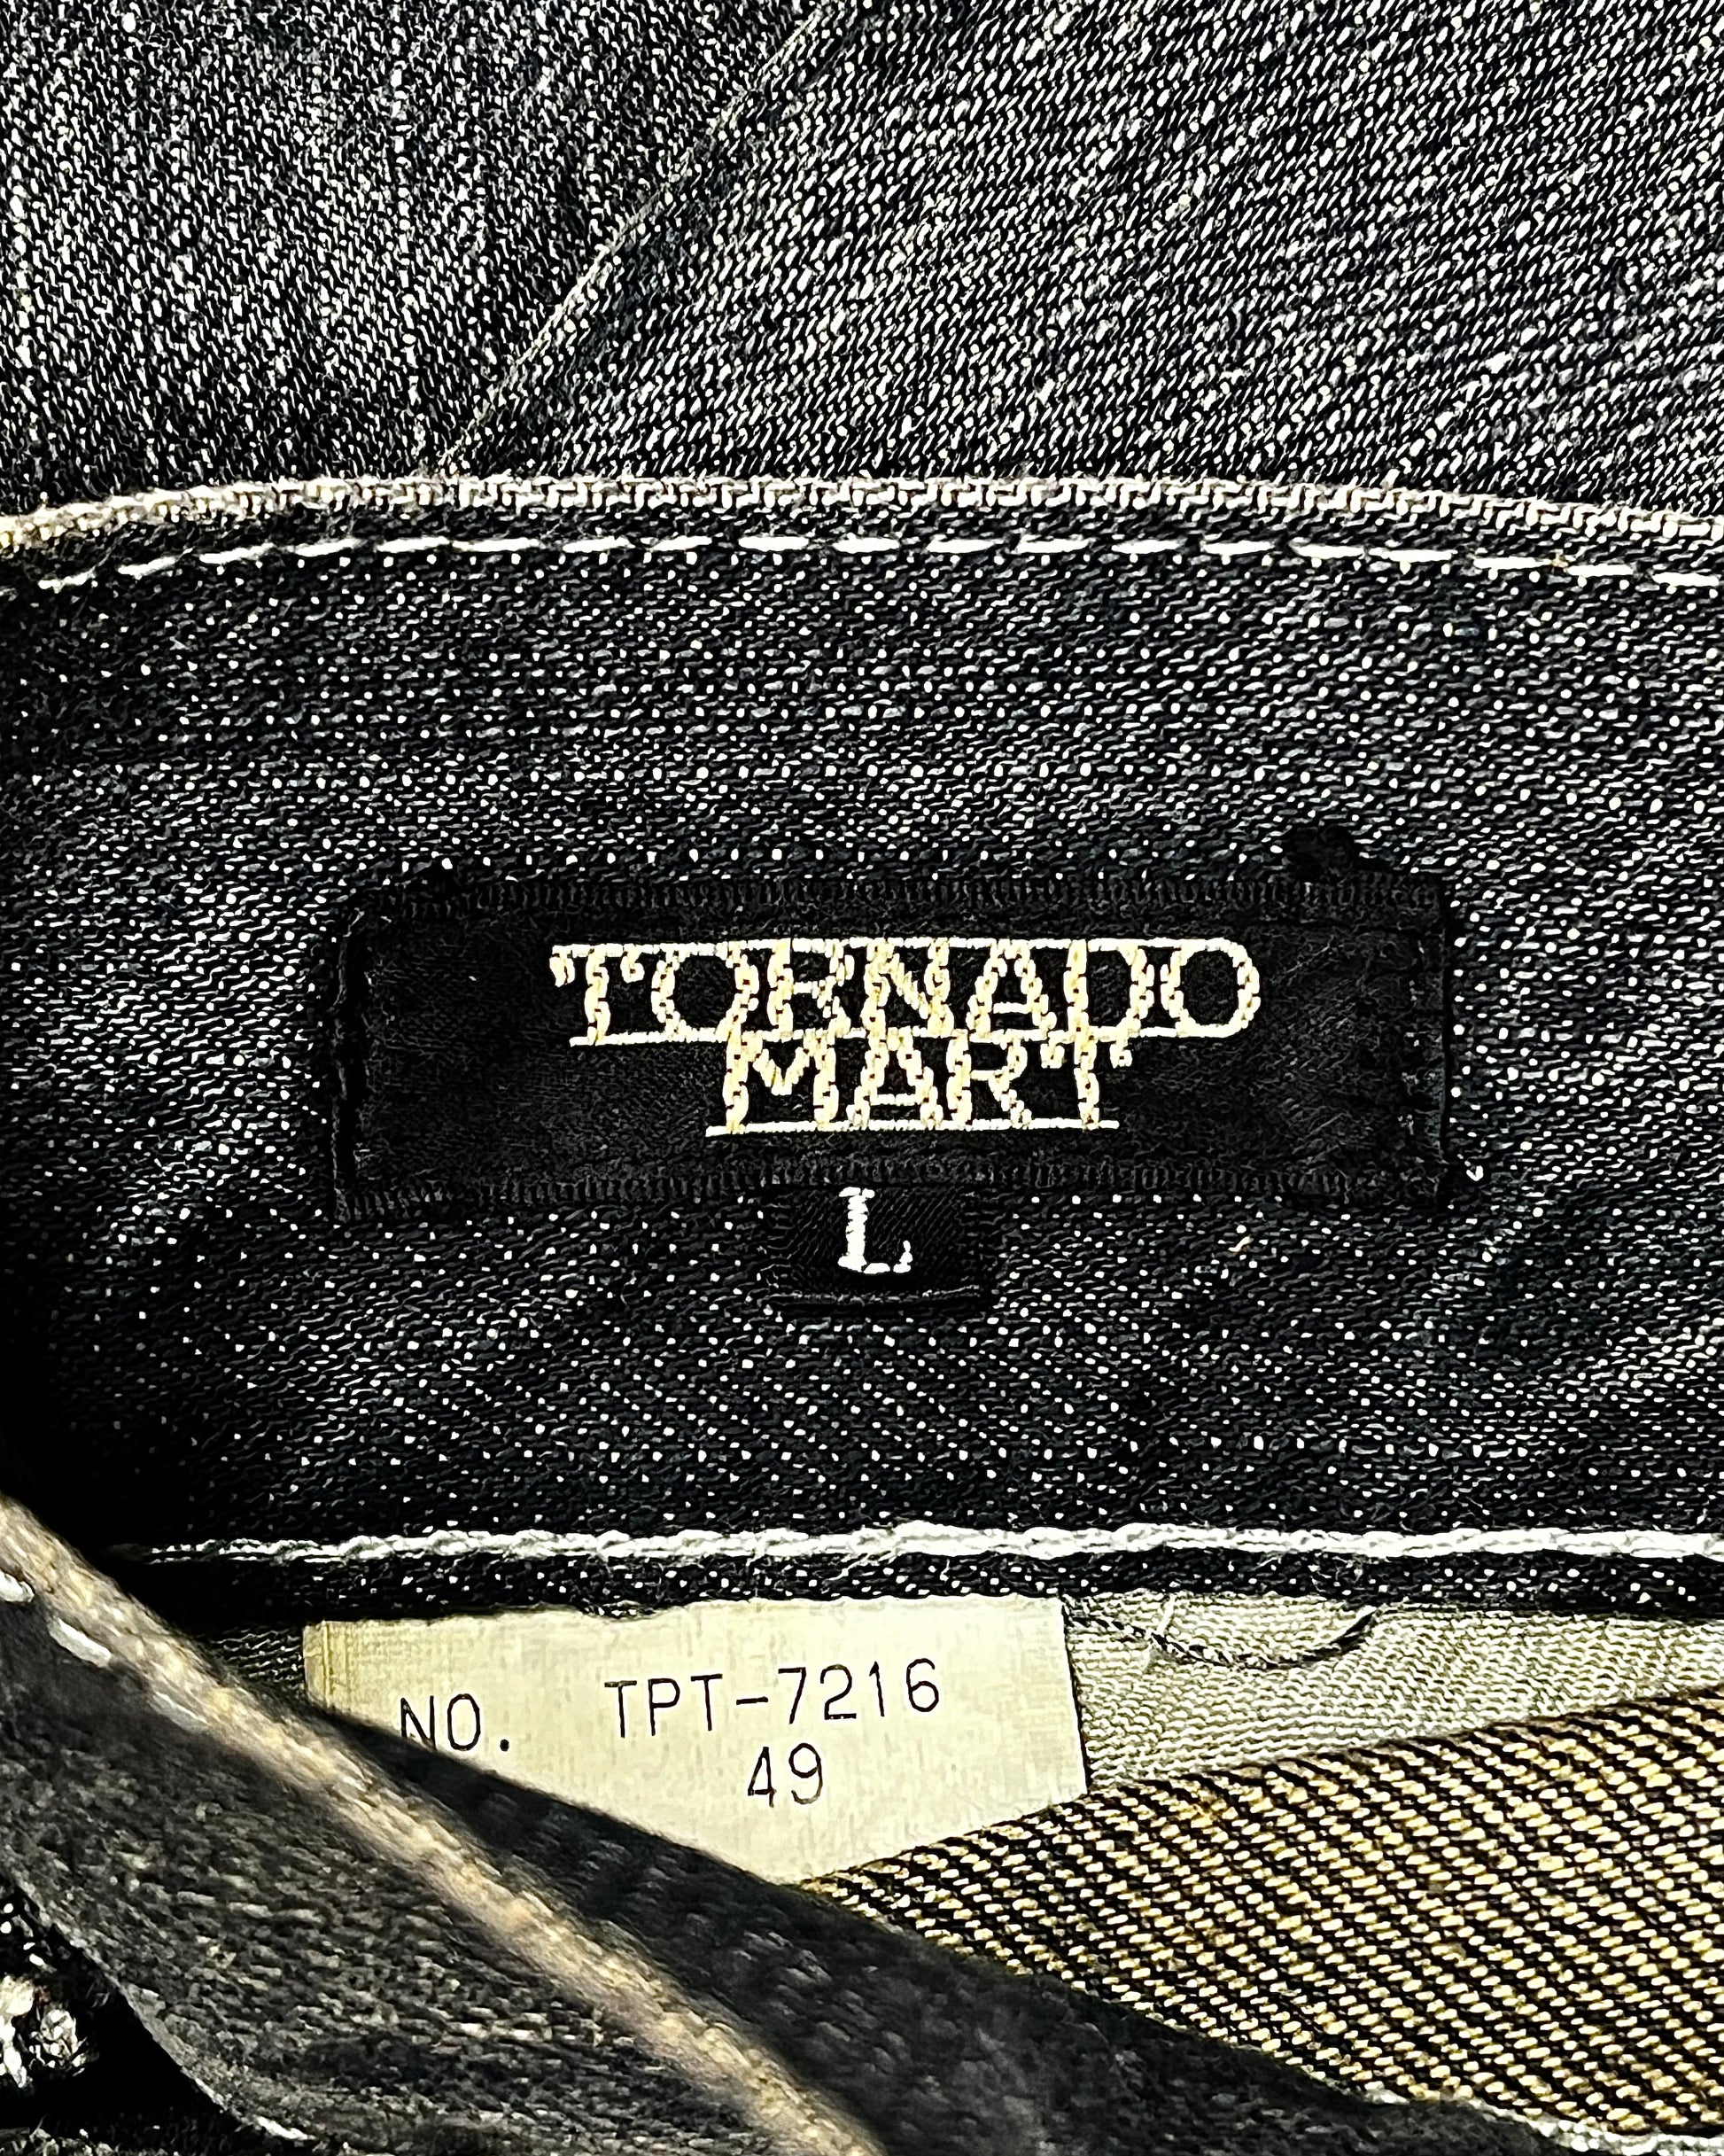 TORNADO
MART
L
NO. TPT-7216
49